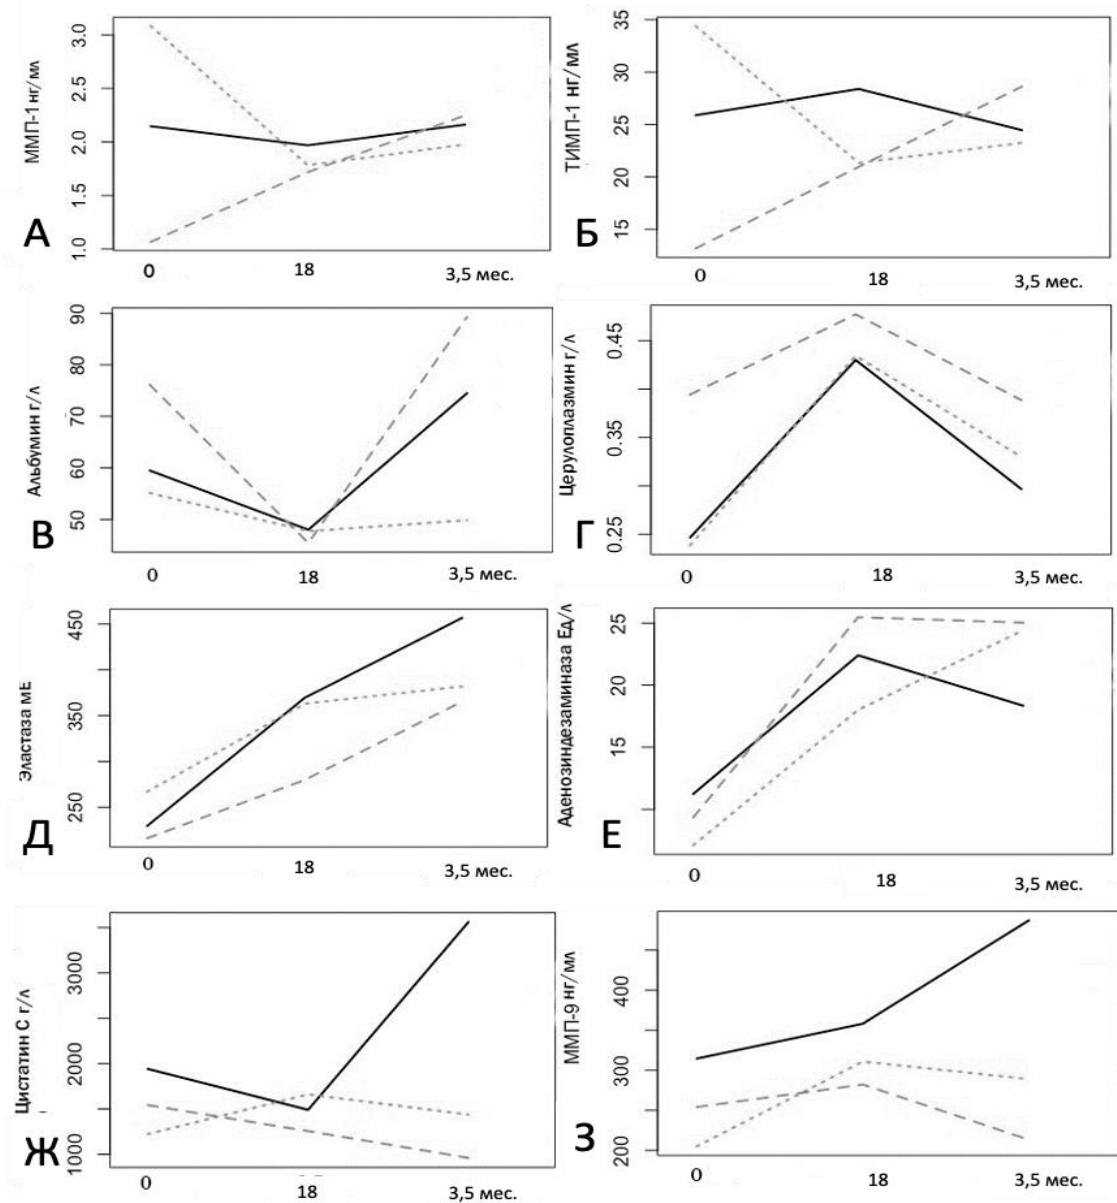 ММП-1 нг/мл
3.0
2.5
2.0
1.5
1.0
А
0
18
3,5 мес.
ТИМП-1 нг/мл
35
30
25
20
15
Б
0
18
3,5 мес.
Альбумин г/л
90
80
70
60
50
В
0
18
3,5 мес.
Церулоплазмин г/л
0.45
0.35
0.25
Г
0
18
3,5 мес.
Эластаза МЕ
450
350
250
Д
0
18
3,5 мес.
Аденозиндезаминаза Ед/л
25
20
15
Е
0
18
3,5 мес.
Цистатин С г/л
3000
2000
1000
Ж
0
18
3,5 мес.
ММП-9 нг/мл
400
300
200
З
0
18
3,5 мес.